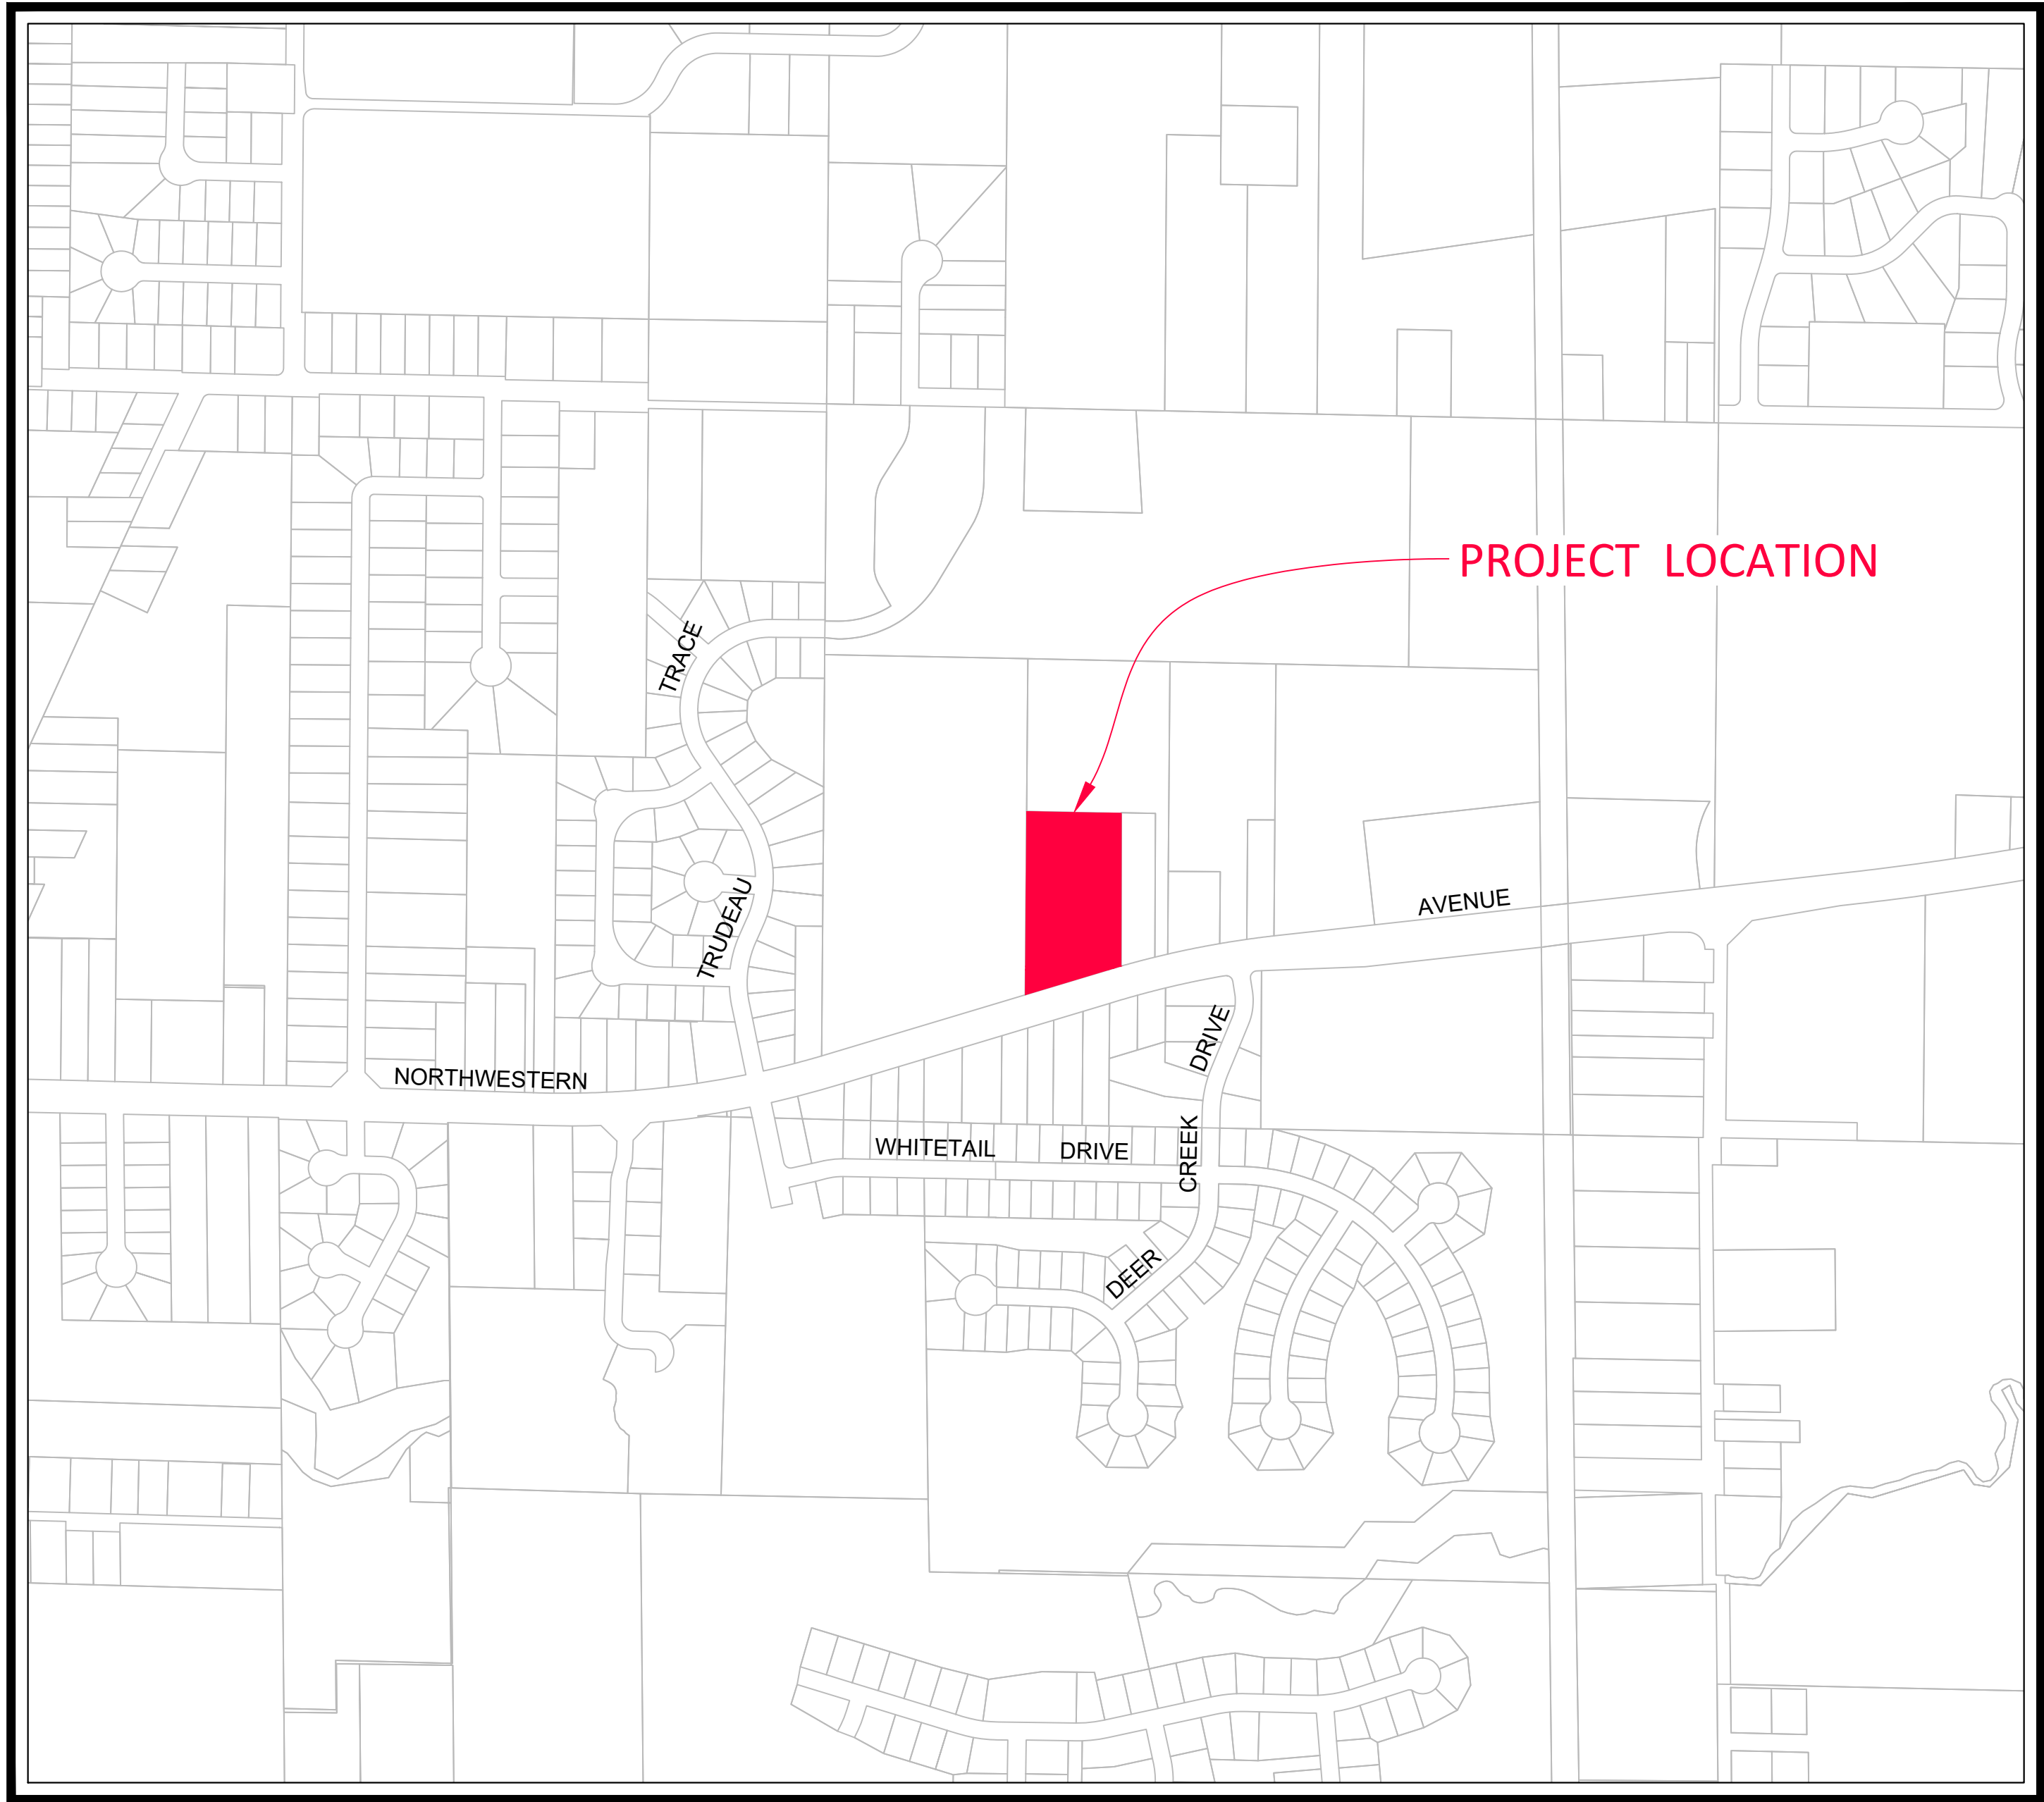 PROJECT LOCATION
TRACE
TRUDEAU
AVENUE
DRIVE
NORTHWESTERN
WHITETAIL DRIVE
CREEK
DEER